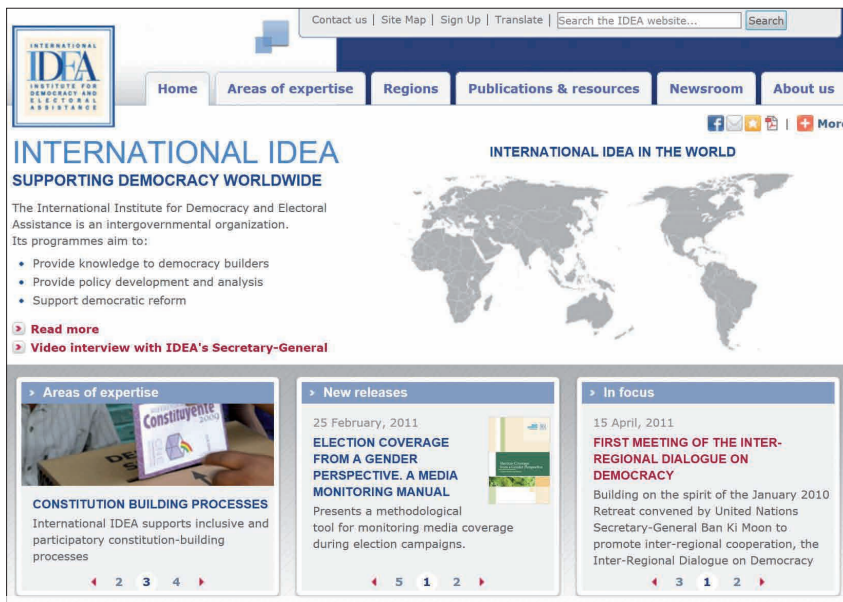 Contact us | Site Map | Sign Up | Translate | Search the IDEA website... Search
INTERNATIONAL
IDEA
INSTITUTE FOR
DEMOCRACY AND
ELECTORAL
ASSISTANCE
Home Areas of expertise Regions Publications & resources Newsroom About us
| More
INTERNATIONAL IDEA
SUPPORTING DEMOCRACY WORLDWIDE
The International Institute for Democracy and Electoral
Assistance is an intergovernmental organization.
Its programmes aim to:
• Provide knowledge to democracy builders
• Provide policy development and analysis
• Support democratic reform
Read more
Video interview with IDEA's Secretary-General
INTERNATIONAL IDEA IN THE WORLD
Areas of expertise
Constituyente
2009
CONSTITUTION BUILDING PROCESSES
International IDEA supports inclusive and
participatory constitution-building
processes
2 3 4
New releases
25 February, 2011
ELECTION COVERAGE
FROM A GENDER
PERSPECTIVE. A MEDIA
MONITORING MANUAL
Presents a methodological
tool for monitoring media coverage
during election campaigns.
5 1 2
In focus
15 April, 2011
FIRST MEETING OF THE INTER-
REGIONAL DIALOGUE ON
DEMOCRACY
Building on the spirit of the January 2010
Retreat convened by United Nations
Secretary-General Ban Ki Moon to
promote inter-regional cooperation, the
Inter-Regional Dialogue on Democracy
3 1 2